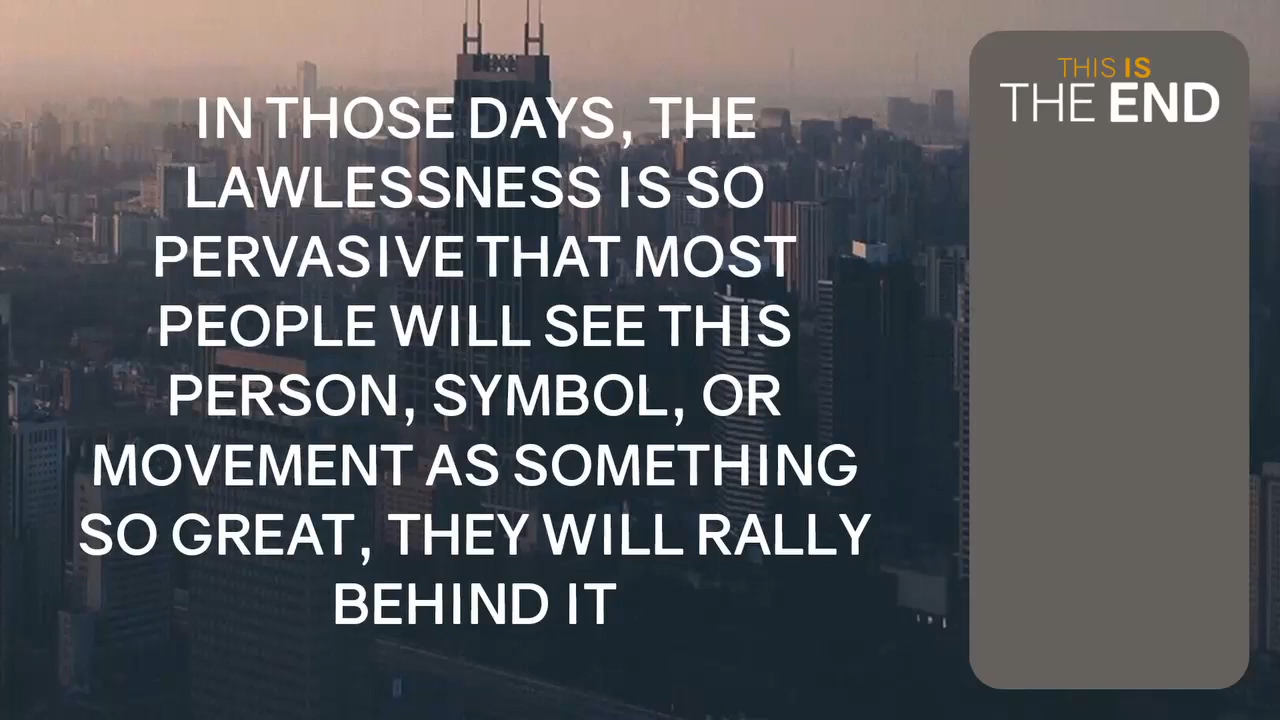 IN THOSE DAYS, THE
LAWLESSNESS IS SO
PERVASIVE THAT MOST
PEOPLE WILL SEE THIS
PERSON, SYMBOL, OR
MOVEMENT AS SOMETHING
SO GREAT, THEY WILL RALLY
BEHIND IT
THIS IS
THE END